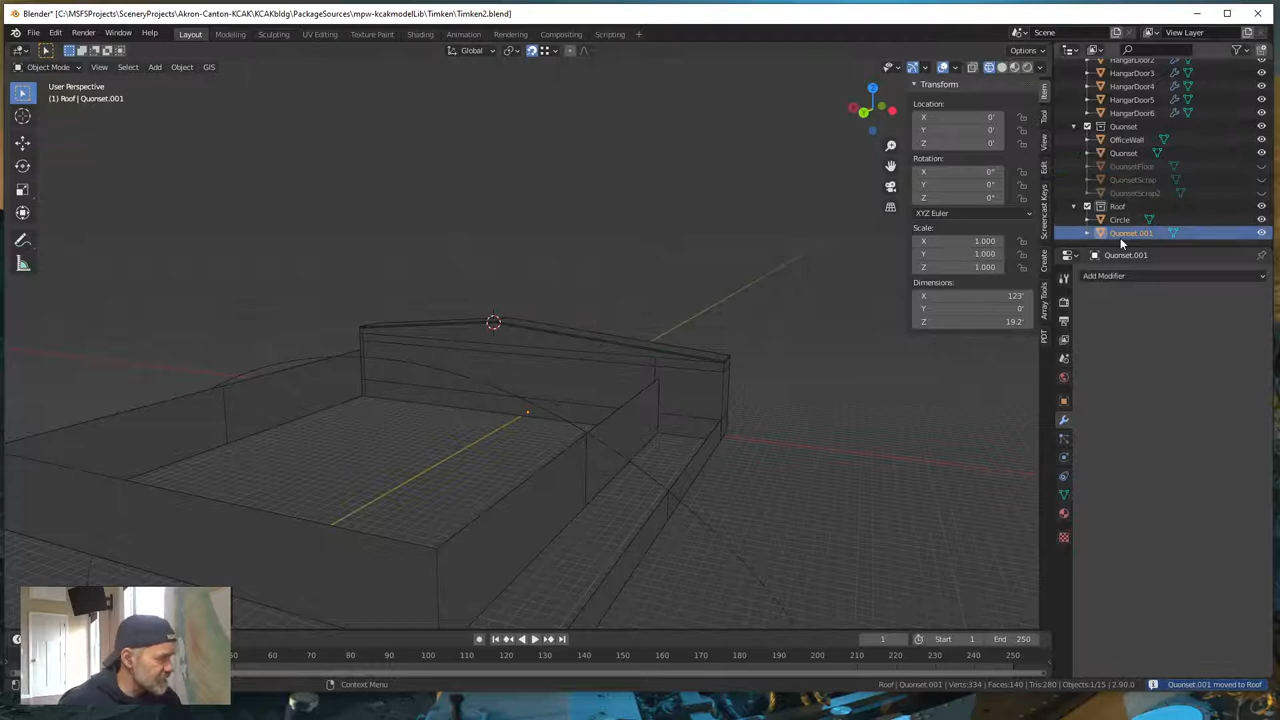 Blender* [C:\MSFSProjects\SceneryProjects\Akron-Canton-KCAK\KCAKbldg\PackageSources\mpw-kcakmodelLib\Timken\Timken2.blend]
File Edit Render Window Help Layout Modeling Sculpting UV Editing Texture Paint Shading Animation Rendering Compositing Scripting + Scene View Layer
Global Options
Object Mode View Select Add Object GIS
User Perspective
(1) Roof | Quonset.001
Transform
Location:
X 0'
Y 0'
Z 0'
Rotation:
X 0°
Y 0°
Z 0°
XYZ Euler
Scale:
X 1.000
Y 1.000
Z 1.000
Dimensions:
X 123'
Y 0'
Z 19.2'
Item
Tool
View
Edit
Screencast Keys
Create
Array Tools
PDT
HangarDoor2
HangarDoor3
HangarDoor4
HangarDoor5
HangarDoor6
Quonset
OfficeWall
Quonset
QuonsetFloor
QuonsetScrap
QuonsetScrap2
Roof
Circle
Quonset.001
Quonset.001
Add Modifier
1 Start 1 End 250
50 60 70 80 90 100 110 120 130 140 150 160 170 180 190 200 210 220 230 240 250
Context Menu Roof | Quonset.001 | Verts:334 | Faces:140 | Tris:280 | Objects:1/15 | 2.90.0 Quonset.001 moved to Roof